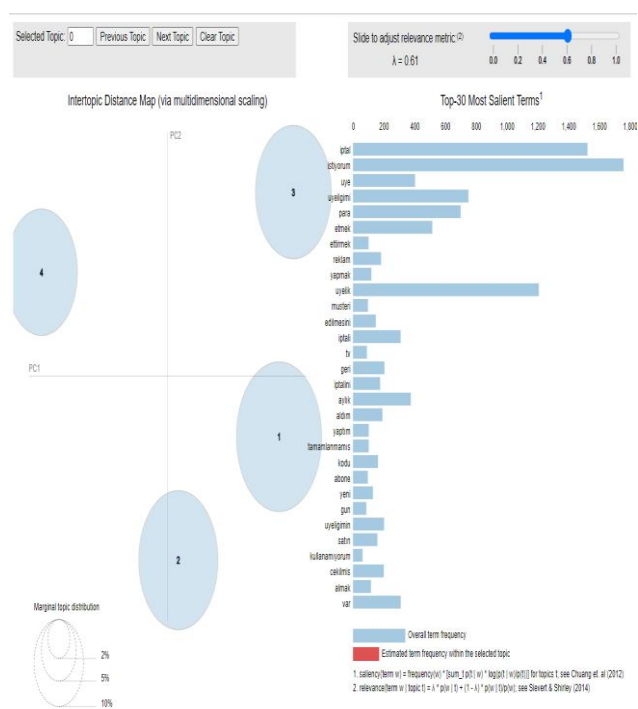 Selected Topic: 0 Previous Topic Next Topic Clear Topic
Slide to adjust relevance metric:(2)
λ = 0.61
0.0 0.2 0.4 0.6 0.8 1.0
Intertopic Distance Map (via multidimensional scaling)
PC2
PC1
3
4
1
2
Marginal topic distribution
2%
5%
10%
Top-30 Most Salient Terms1
0 200 400 600 800 1,000 1,200 1,400 1,600 1,800
iptal
istiyorum
uye
uyeligimi
para
etmek
ettirmek
reklam
yapmak
uyelik
musteri
edilmesini
iptali
tv
geri
iptalini
aylık
aldım
yaptım
tamamlanmamıs
kodu
abone
yeni
gun
uyeligimin
satın
kullanamıyorum
cekilmis
almak
var
Overall term frequency
Estimated term frequency within the selected topic
1. saliency(term w) = frequency(w) * [sum_t p(t | w) * log(p(t | w)/p(t))] for topics t; see Chuang et. al (2012)
2. relevance(term w | topic t) = λ * p(w | t) + (1 - λ) * p(w | t)/p(w); see Sievert & Shirley (2014)